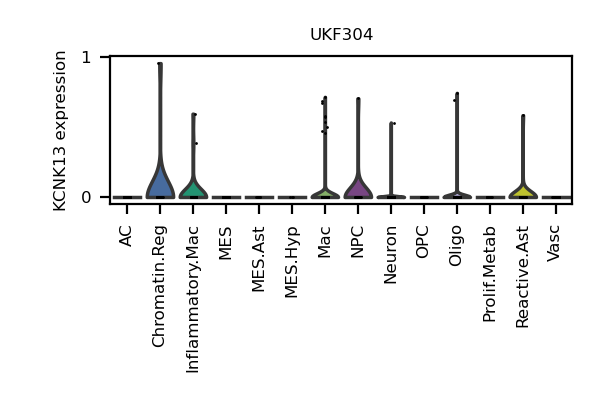 UKF304
KCNK13 expression
1
0
AC
Chromatin.Reg
Inflammatory.Mac
MES
MES.Ast
MES.Hyp
Mac
NPC
Neuron
OPC
Oligo
Prolif.Metab
Reactive.Ast
Vasc